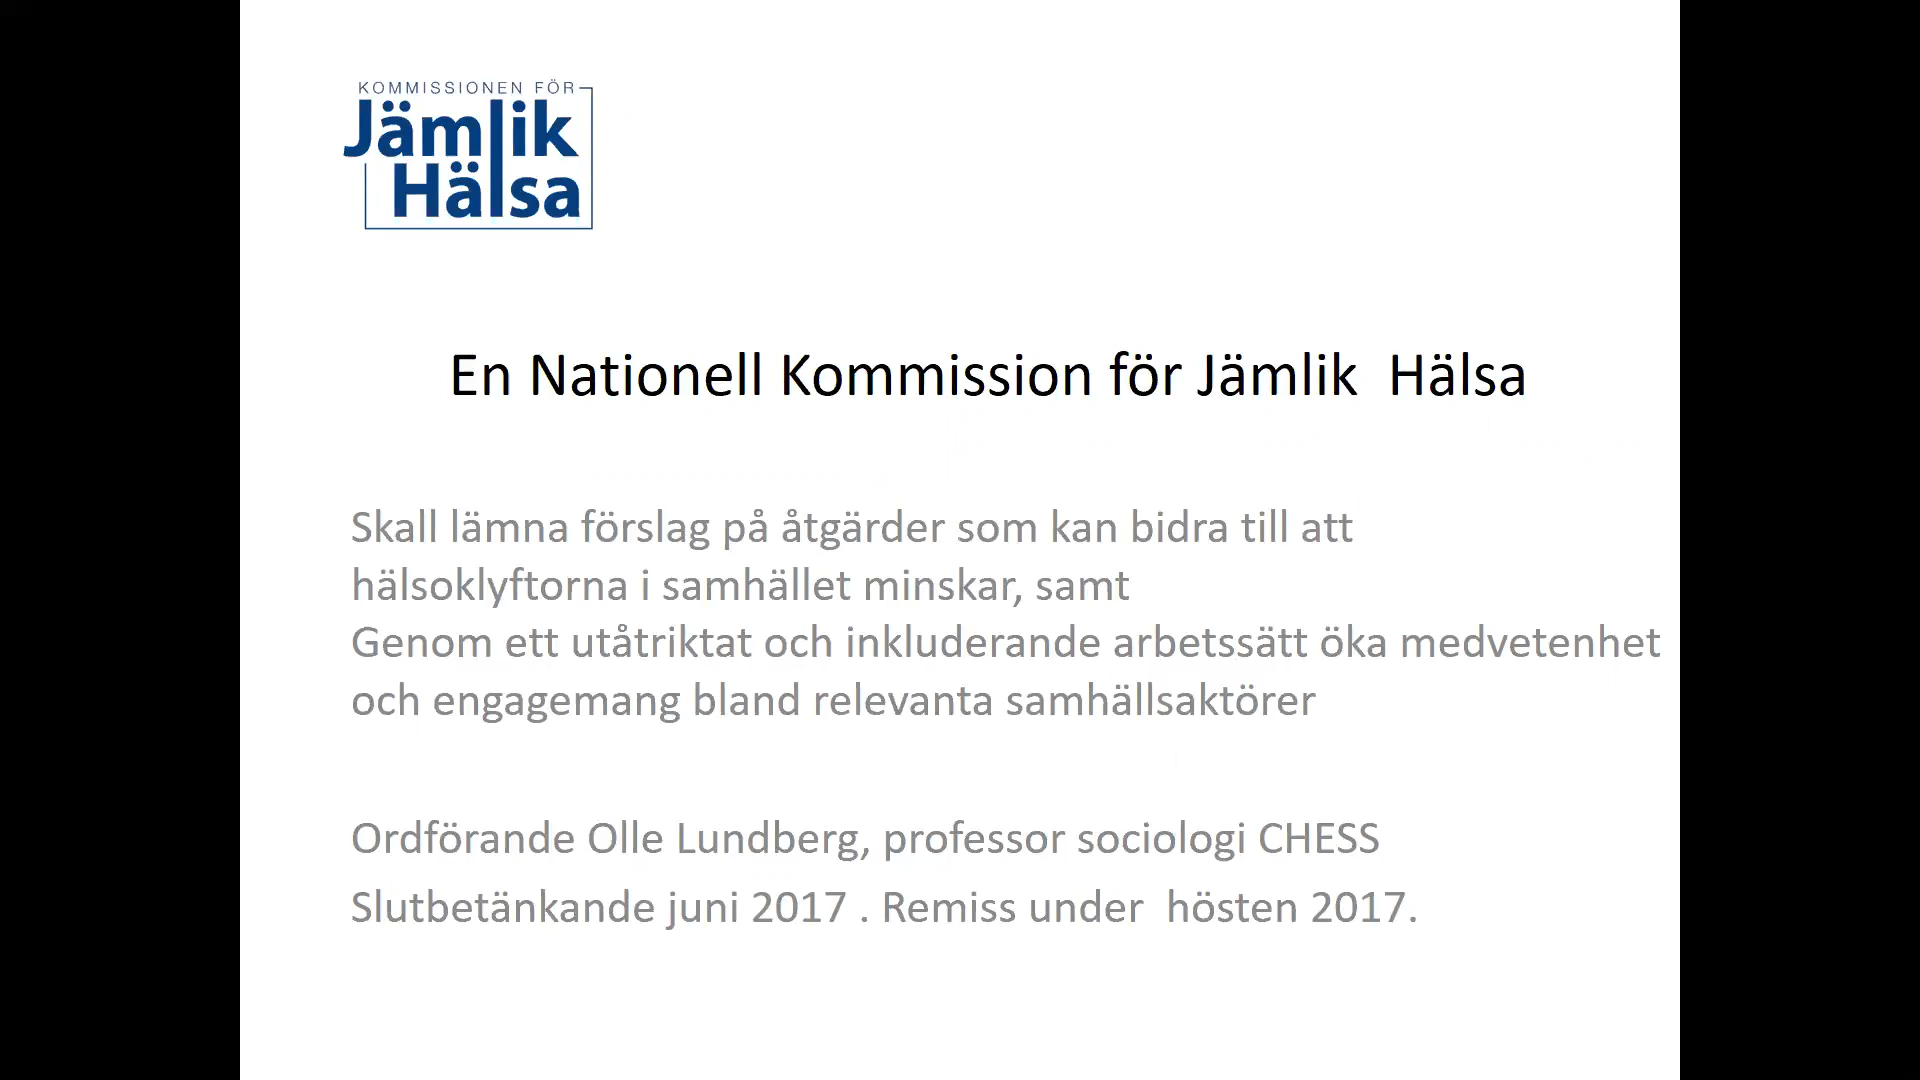 KOMMISSIONEN FÖR
Jämlik
Hälsa
En Nationell Kommission för Jämlik  Hälsa
Skall lämna förslag på åtgärder som kan bidra till att
hälsoklyftorna i samhället minskar, samt
Genom ett utåtriktat och inkluderande arbetssätt öka medvetenhet
och engagemang bland relevanta samhällsaktörer
Ordförande Olle Lundberg, professor sociologi CHESS
Slutbetänkande juni 2017 . Remiss under  hösten 2017.